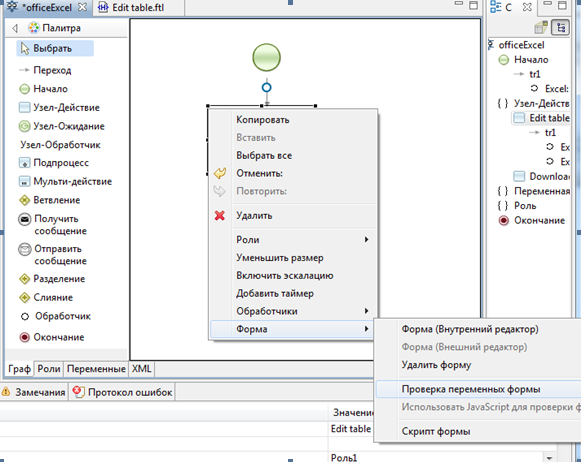 *officeExcel
Edit table.ftl
С
Палитра
Выбрать
Переход
Начало
Узел-Действие
Узел-Ожидание
Узел-Обработчик
Подпроцесс
Мульти-действие
Ветвление
Получить
сообщение
Отправить
сообщение
Разделение
Слияние
Обработчик
Окончание
Граф
Роли
Переменные
XML
Копировать
Вставить
Выбрать все
Отменить:
Повторить:
Удалить
Роли
Уменьшить размер
Включить эскалацию
Добавить таймер
Обработчики
Форма
Форма (Внутренний редактор)
Форма (Внешний редактор)
Удалить форму
Проверка переменных формы
Использовать JavaScript для проверки ф
Скрипт формы
officeExcel
Начало
tr1
Excel:
Узел-Дейст
Edit table
tr1
Ex
Ex
Downloa
Переменная
Роль
Окончание
Замечания
Протокол ошибок
Значение
Edit table
Роль1